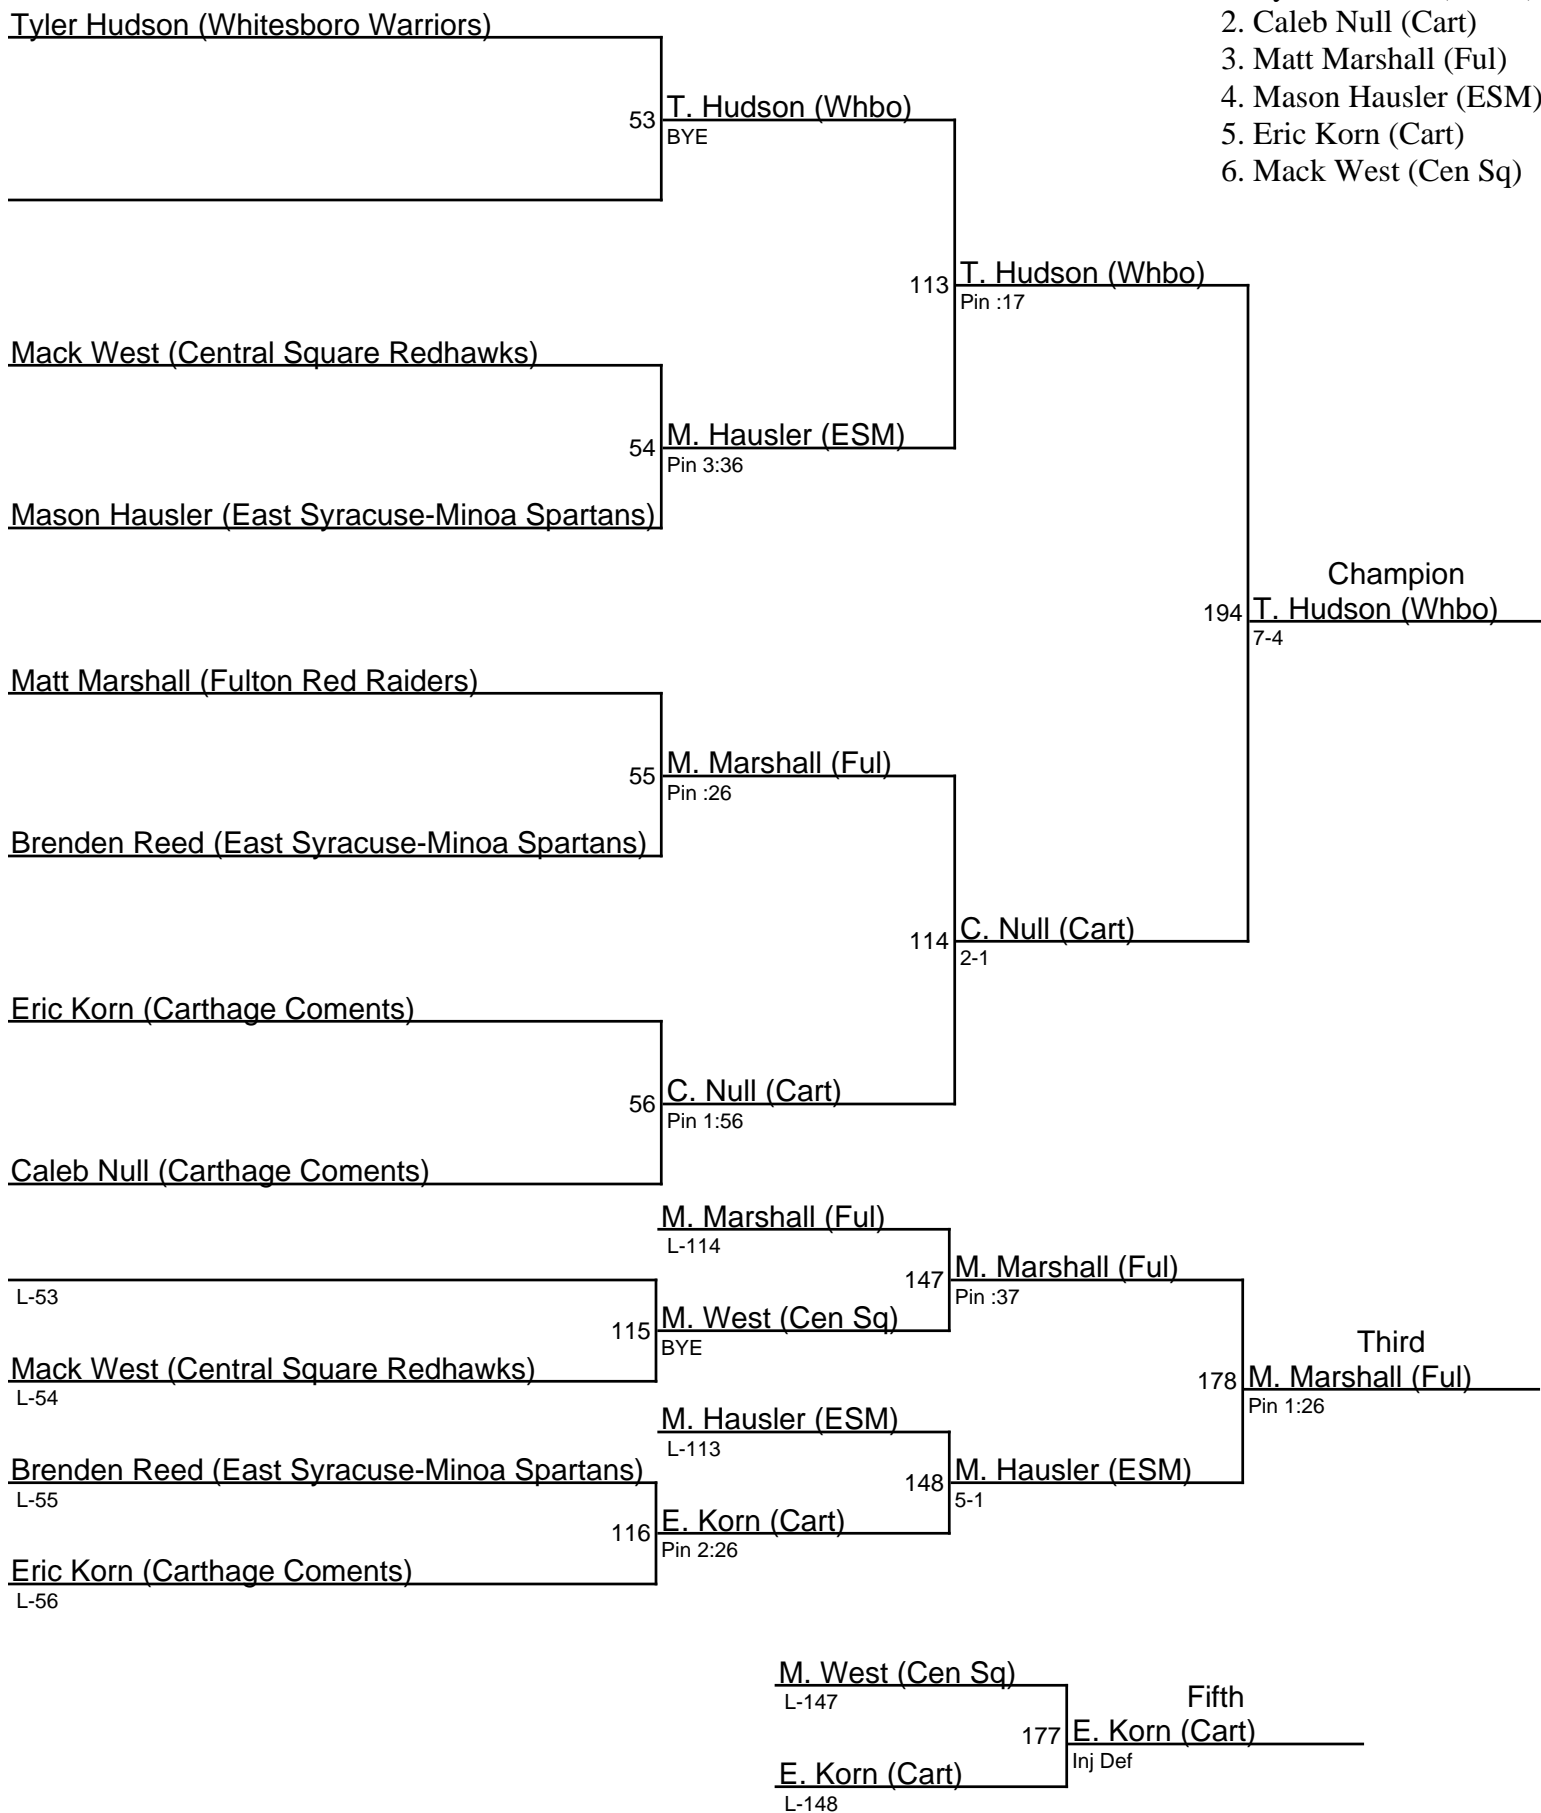 Tyler Hudson (Whitesboro Warriors)
2. Caleb Null (Cart)
3. Matt Marshall (Ful)
4. Mason Hausler (ESM)
5. Eric Korn (Cart)
6. Mack West (Cen Sq)
53 T. Hudson (Whbo)
BYE
113 T. Hudson (Whbo)
Pin :17
Mack West (Central Square Redhawks)
54 M. Hausler (ESM)
Pin 3:36
Mason Hausler (East Syracuse-Minoa Spartans)
Champion
194 T. Hudson (Whbo)
7-4
Matt Marshall (Fulton Red Raiders)
55 M. Marshall (Ful)
Pin :26
Brenden Reed (East Syracuse-Minoa Spartans)
114 C. Null (Cart)
2-1
Eric Korn (Carthage Coments)
56 C. Null (Cart)
Pin 1:56
Caleb Null (Carthage Coments)
M. Marshall (Ful)
L-114
147 M. Marshall (Ful)
Pin :37
L-53
115 M. West (Cen Sq)
BYE
Mack West (Central Square Redhawks)
L-54
Third
178 M. Marshall (Ful)
Pin 1:26
M. Hausler (ESM)
L-113
148 M. Hausler (ESM)
5-1
Brenden Reed (East Syracuse-Minoa Spartans)
L-55
116 E. Korn (Cart)
Pin 2:26
Eric Korn (Carthage Coments)
L-56
M. West (Cen Sq)
L-147
Fifth
177 E. Korn (Cart)
Inj Def
E. Korn (Cart)
L-148